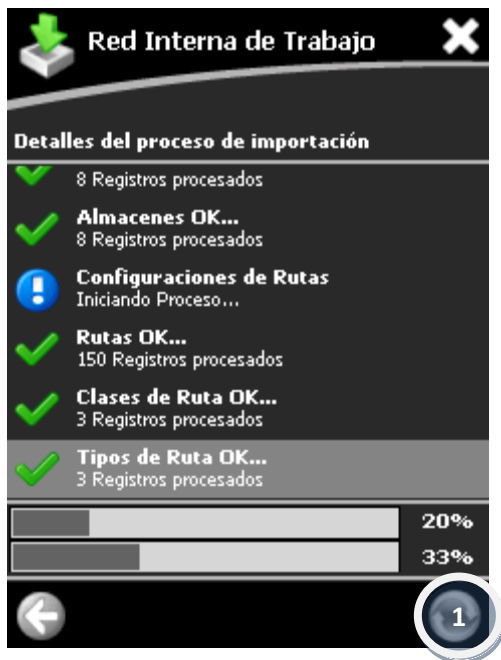 Red Interna de Trabajo
Detalles del proceso de importación
8 Registros procesados
Almacenes OK...
8 Registros procesados
Configuraciones de Rutas
Iniciando Proceso...
Rutas OK...
150 Registros procesados
Clases de Ruta OK...
3 Registros procesados
Tipos de Ruta OK...
3 Registros procesados
20%
33%
1